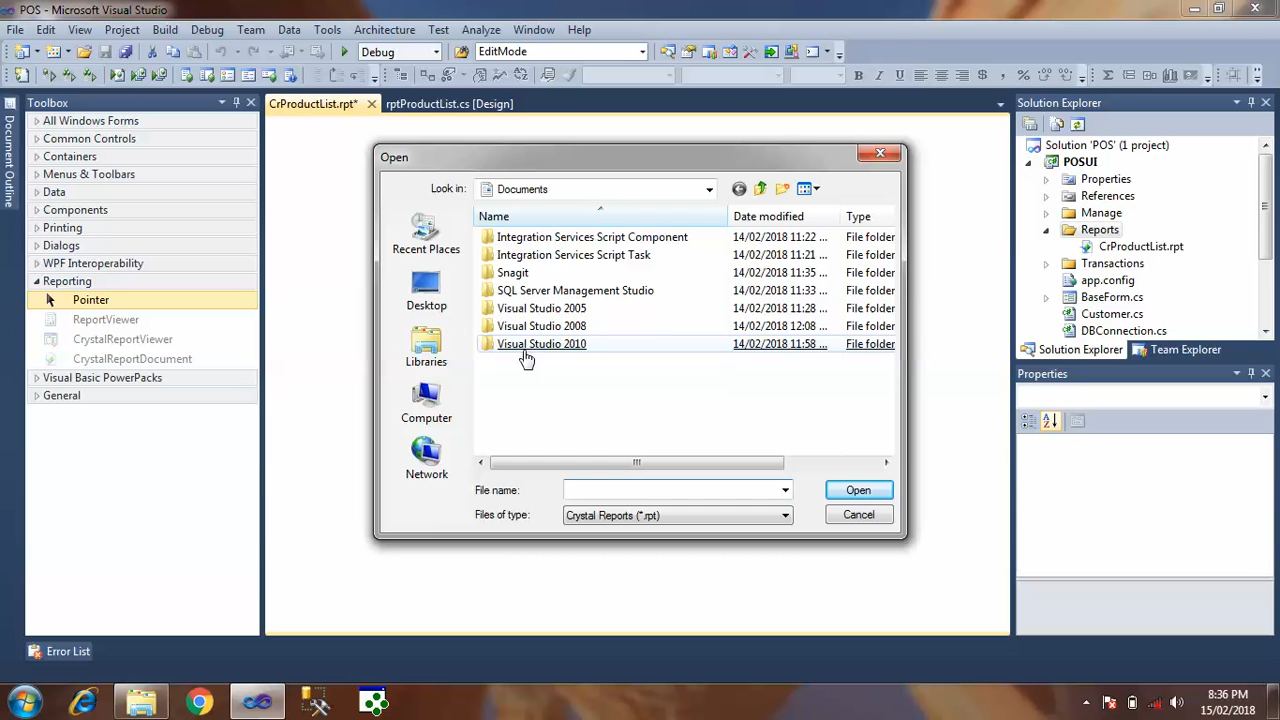 POS - Microsoft Visual Studio
File Edit View Project Build Debug Team Data Tools Architecture Test Analyze Window Help
Debug EditMode
Toolbox
CrProductList.rpt* rptProductList.cs [Design]
Document Outline
All Windows Forms
Common Controls
Containers
Menus & Toolbars
Data
Components
Printing
Dialogs
WPF Interoperability
Reporting
Pointer
ReportViewer
CrystalReportViewer
CrystalReportDocument
Visual Basic PowerPacks
General
Open
Look in: Documents
Recent Places
Desktop
Libraries
Computer
Network
Name Date modified Type
Integration Services Script Component 14/02/2018 11:22 ... File folder
Integration Services Script Task 14/02/2018 11:21 ... File folder
Snagit 14/02/2018 11:35 ... File folder
SQL Server Management Studio 14/02/2018 11:33 ... File folder
Visual Studio 2005 14/02/2018 11:28 ... File folder
Visual Studio 2008 14/02/2018 12:08 ... File folder
Visual Studio 2010 14/02/2018 11:58 ... File folder
File name: Open
Files of type: Crystal Reports (*.rpt) Cancel
Solution Explorer
Solution 'POS' (1 project)
POSUI
Properties
References
Manage
Reports
CrProductList.rpt
Transactions
app.config
BaseForm.cs
Customer.cs
DBConnection.cs
Solution Explorer Team Explorer
Properties
Error List
8:36 PM
15/02/2018